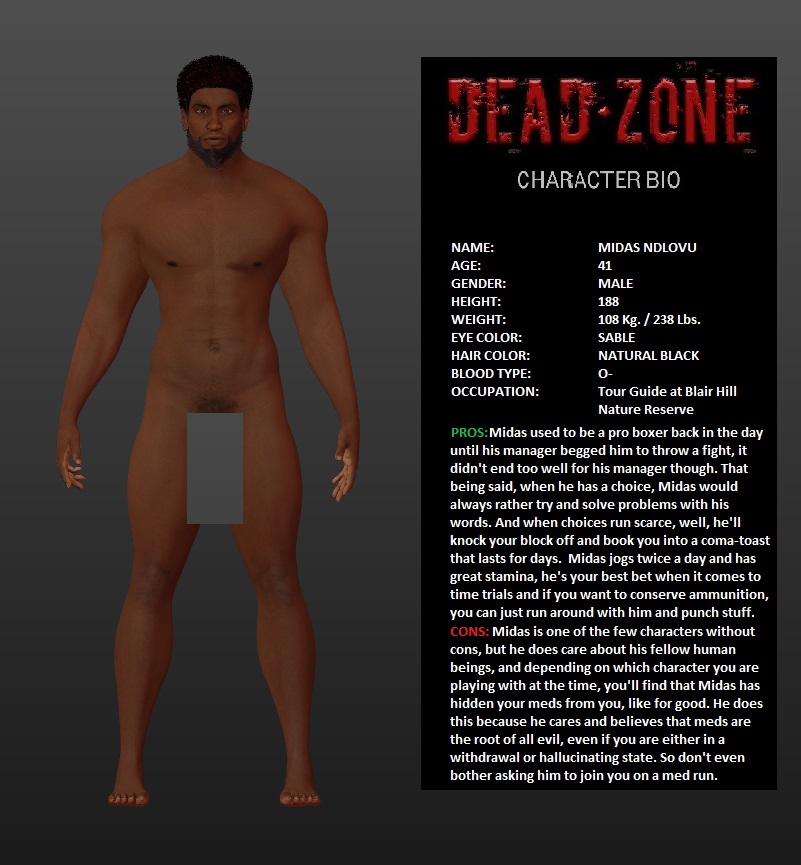 DEAD·ZONE
CHARACTER BIO
NAME: MIDAS NDLOVU
AGE: 41
GENDER: MALE
HEIGHT: 188
WEIGHT: 108 Kg. / 238 Lbs.
EYE COLOR: SABLE
HAIR COLOR: NATURAL BLACK
BLOOD TYPE: O-
OCCUPATION: Tour Guide at Blair Hill
Nature Reserve
PROS: Midas used to be a pro boxer back in the day
until his manager begged him to throw a fight, it
didn't end too well for his manager though. That
being said, when he has a choice, Midas would
always rather try and solve problems with his
words. And when choices run scarce, well, he'll
knock your block off and book you into a coma-toast
that lasts for days. Midas jogs twice a day and has
great stamina, he's your best bet when it comes to
time trials and if you want to conserve ammunition,
you can just run around with him and punch stuff.
CONS: Midas is one of the few characters without
cons, but he does care about his fellow human
beings, and depending on which character you are
playing with at the time, you'll find that Midas has
hidden your meds from you, like for good. He does
this because he cares and believes that meds are
the root of all evil, even if you are either in a
withdrawal or hallucinating state. So don't even
bother asking him to join you on a med run.